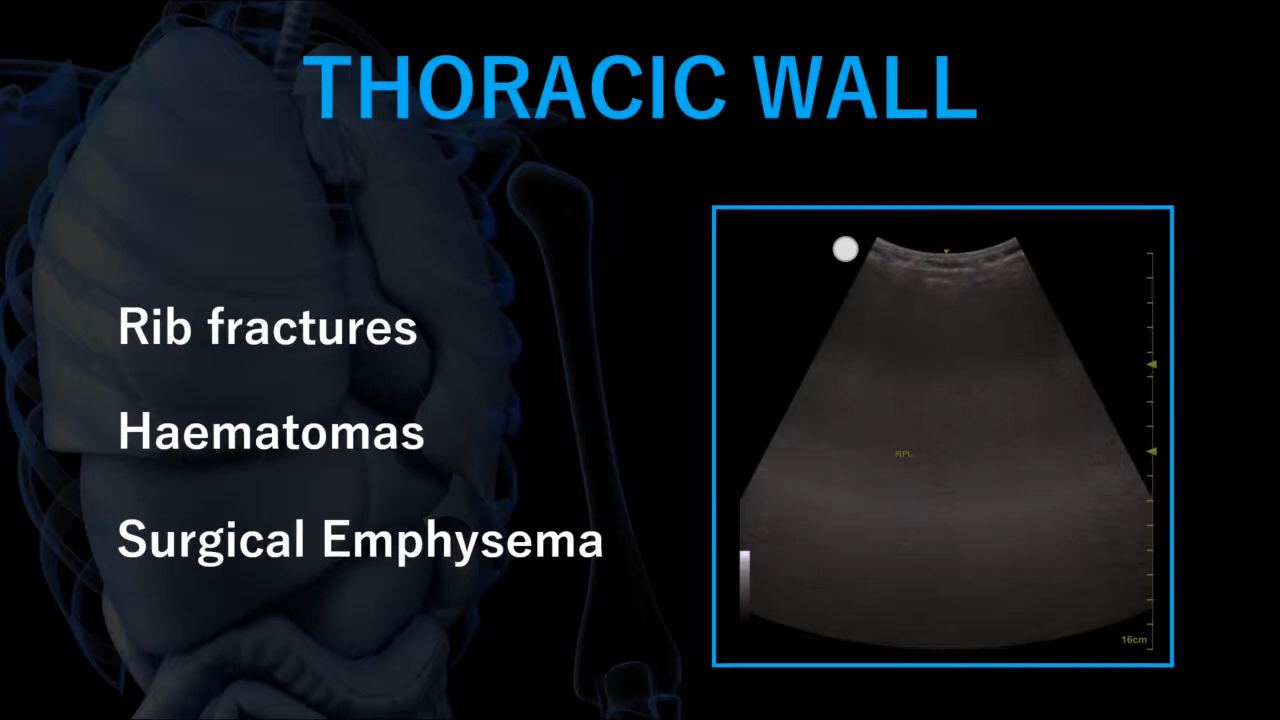 THORACIC WALL
Rib fractures
Haematomas
Surgical Emphysema
RPL
16cm